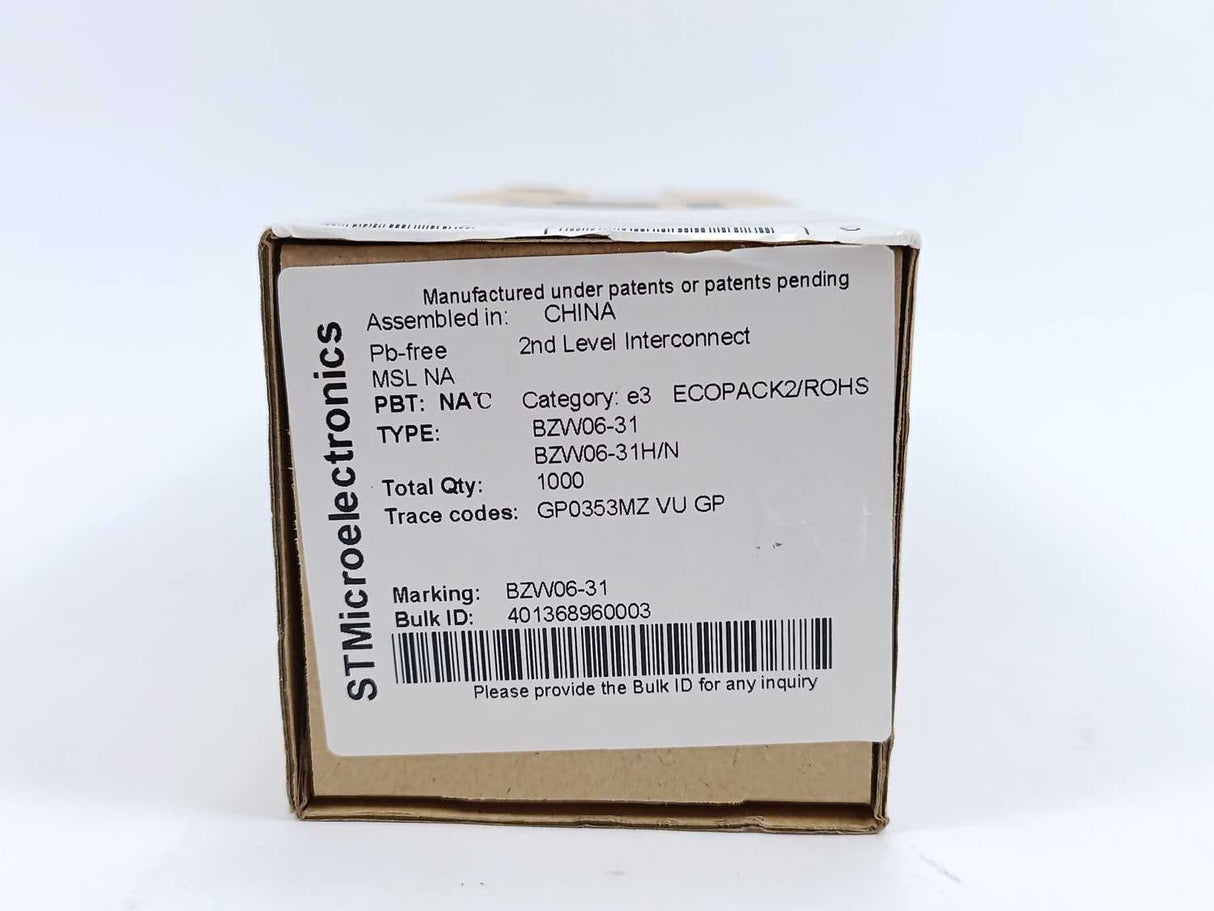 STMicroelectronics
Manufactured under patents or patents pending
Assembled in: CHINA
Pb-free 2nd Level Interconnect
MSL NA
PBT: NA℃ Category: e3 ECOPACK2/ROHS
TYPE: BZW06-31
BZW06-31H/N
Total Qty: 1000
Trace codes: GP0353MZ VU GP
Marking: BZW06-31
Bulk ID: 401368960003
Please provide the Bulk ID for any inquiry